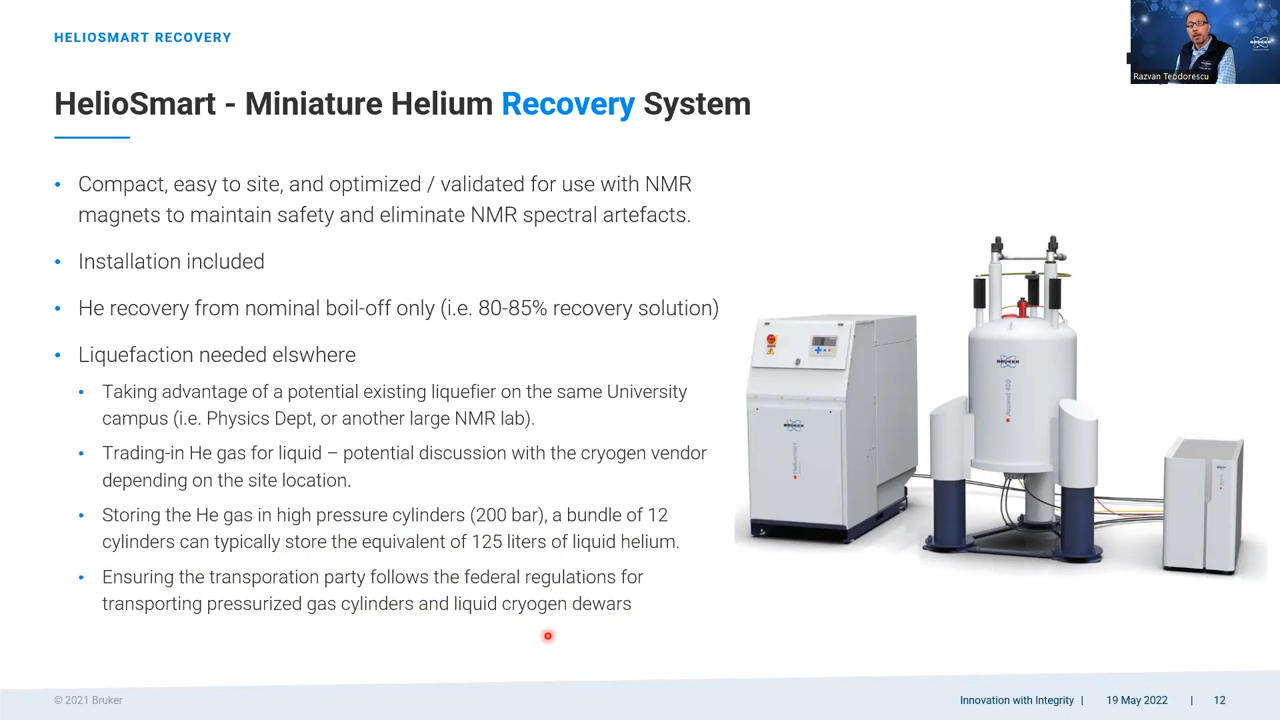 HELIOSMART RECOVERY
Razvan Teodorescu
HelioSmart - Miniature Helium Recovery System
• Compact, easy to site, and optimized / validated for use with NMR
magnets to maintain safety and eliminate NMR spectral artefacts.
• Installation included
• He recovery from nominal boil-off only (i.e. 80-85% recovery solution)
• Liquefaction needed elswhere
• Taking advantage of a potential existing liquefier on the same University
campus (i.e. Physics Dept, or another large NMR lab).
• Trading-in He gas for liquid – potential discussion with the cryogen vendor
depending on the site location.
• Storing the He gas in high pressure cylinders (200 bar), a bundle of 12
cylinders can typically store the equivalent of 125 liters of liquid helium.
• Ensuring the transporation party follows the federal regulations for
transporting pressurized gas cylinders and liquid cryogen dewars
BRUKER
BRUKER
Ascend 400
BRUKER
© 2021 Bruker
Innovation with Integrity | 19 May 2022 | 12